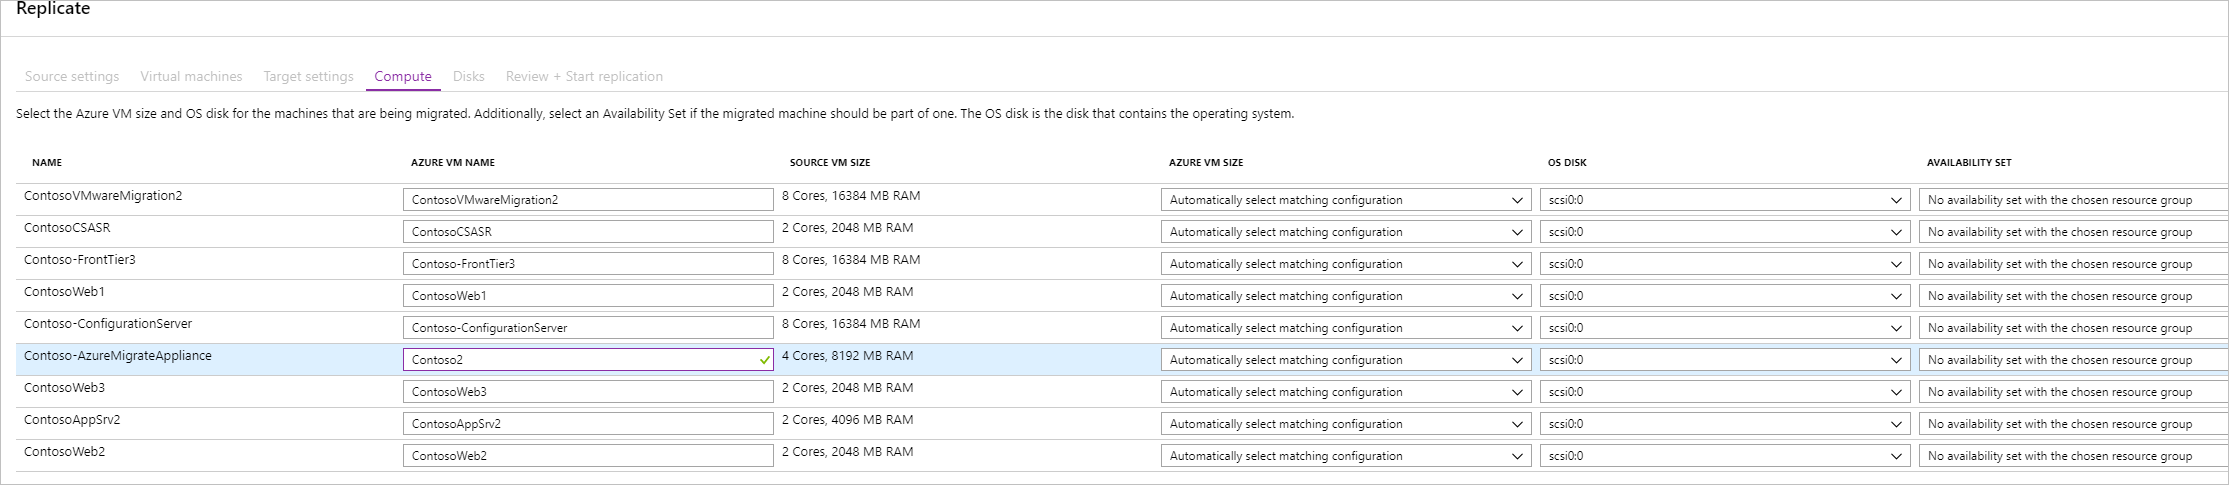 Replicate
Source settings Virtual machines Target settings Compute Disks Review + Start replication
Select the Azure VM size and OS disk for the machines that are being migrated. Additionally, select an Availability Set if the migrated machine should be part of one. The OS disk is the disk that contains the operating system.
NAME AZURE VM NAME SOURCE VM SIZE AZURE VM SIZE OS DISK AVAILABILITY SET
ContosoVMwareMigration2 ContosoVMwareMigration2 8 Cores, 16384 MB RAM Automatically select matching configuration scsi0:0 No availability set with the chosen resource group
ContosoCSASR ContosoCSASR 2 Cores, 2048 MB RAM Automatically select matching configuration scsi0:0 No availability set with the chosen resource group
Contoso-FrontTier3 Contoso-FrontTier3 8 Cores, 16384 MB RAM Automatically select matching configuration scsi0:0 No availability set with the chosen resource group
ContosoWeb1 ContosoWeb1 2 Cores, 2048 MB RAM Automatically select matching configuration scsi0:0 No availability set with the chosen resource group
Contoso-ConfigurationServer Contoso-ConfigurationServer 8 Cores, 16384 MB RAM Automatically select matching configuration scsi0:0 No availability set with the chosen resource group
Contoso-AzureMigrateAppliance Contoso2 4 Cores, 8192 MB RAM Automatically select matching configuration scsi0:0 No availability set with the chosen resource group
ContosoWeb3 ContosoWeb3 2 Cores, 2048 MB RAM Automatically select matching configuration scsi0:0 No availability set with the chosen resource group
ContosoAppSrv2 ContosoAppSrv2 2 Cores, 4096 MB RAM Automatically select matching configuration scsi0:0 No availability set with the chosen resource group
ContosoWeb2 ContosoWeb2 2 Cores, 2048 MB RAM Automatically select matching configuration scsi0:0 No availability set with the chosen resource group